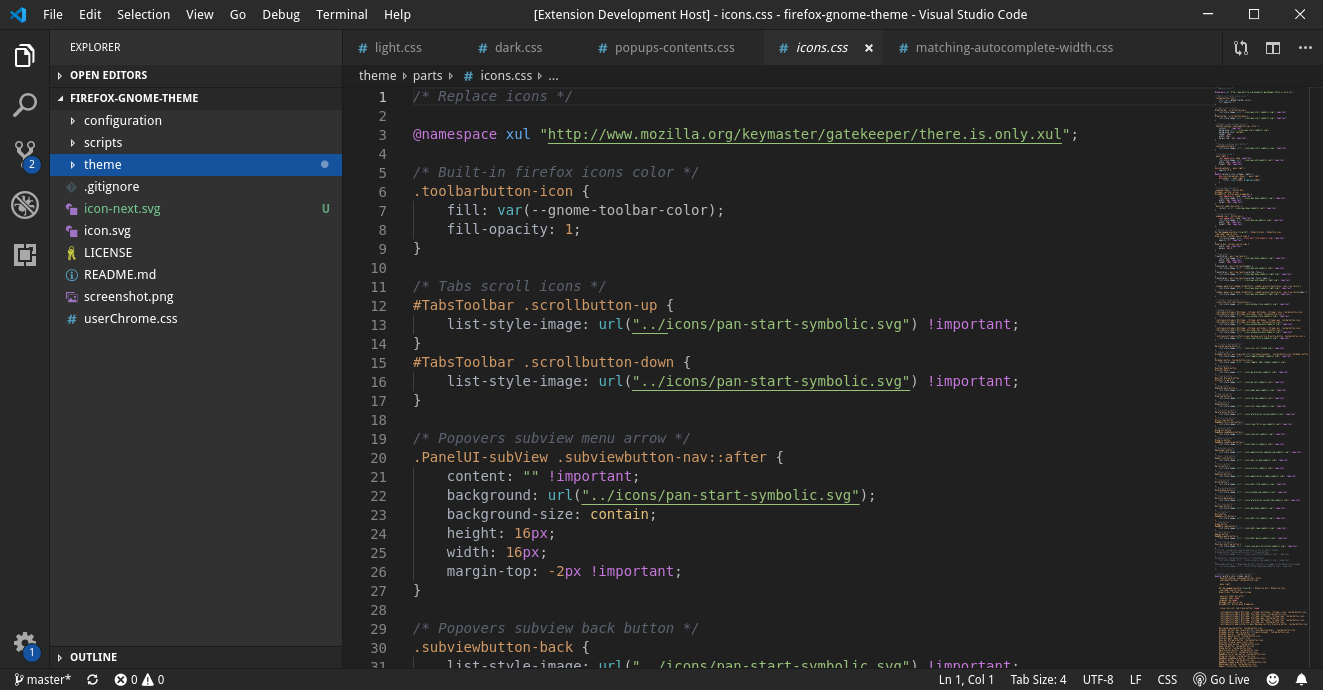 File Edit Selection View Go Debug Terminal Help [Extension Development Host] - icons.css - firefox-gnome-theme - Visual Studio Code
EXPLORER
OPEN EDITORS
FIREFOX-GNOME-THEME
configuration
scripts
theme
.gitignore
icon-next.svg U
icon.svg
LICENSE
README.md
screenshot.png
userChrome.css
OUTLINE
2
1
# light.css # dark.css # popups-contents.css # icons.css × # matching-autocomplete-width.css
theme parts # icons.css ...
1 /* Replace icons */
2
3 @namespace xul "http://www.mozilla.org/keymaster/gatekeeper/there.is.only.xul";
4
5 /* Built-in firefox icons color */
6 .toolbarbutton-icon {
7 fill: var(--gnome-toolbar-color);
8 fill-opacity: 1;
9 }
10
11 /* Tabs scroll icons */
12 #TabsToolbar .scrollbutton-up {
13 list-style-image: url("../icons/pan-start-symbolic.svg") !important;
14 }
15 #TabsToolbar .scrollbutton-down {
16 list-style-image: url("../icons/pan-start-symbolic.svg") !important;
17 }
18
19 /* Popovers subview menu arrow */
20 .PanelUI-subView .subviewbutton-nav::after {
21 content: "" !important;
22 background: url("../icons/pan-start-symbolic.svg");
23 background-size: contain;
24 height: 16px;
25 width: 16px;
26 margin-top: -2px !important;
27 }
28
29 /* Popovers subview back button */
30 .subviewbutton-back {
31 list-style-image: url("../icons/pan-start-symbolic.svg") !important;
master* 0 0 Ln 1, Col 1 Tab Size: 4 UTF-8 LF CSS Go Live